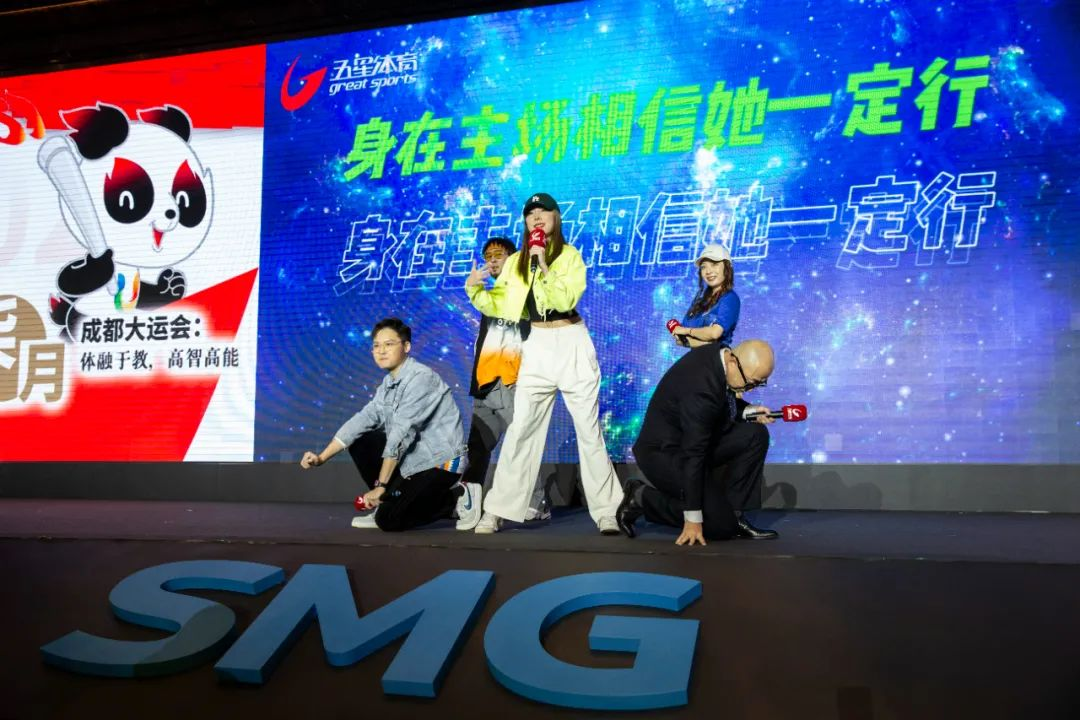 五星体育
great sports
身在主场相信她一定行
身在主场相信她一定行
月
成都大运会：
体融于教，高智高能
SMG